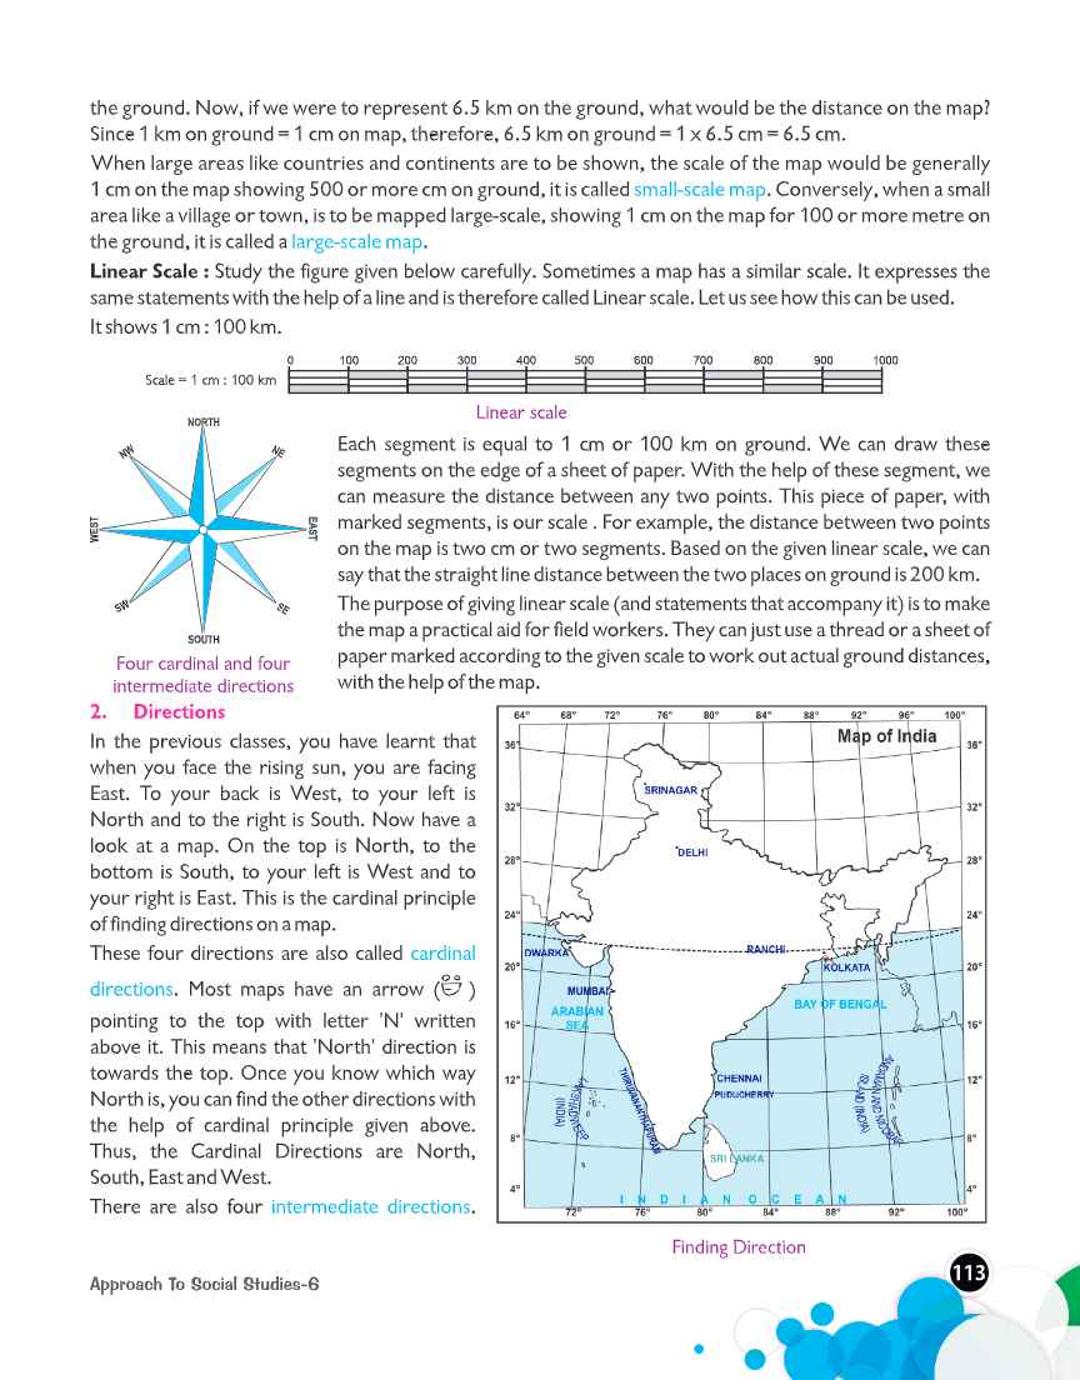 the ground. Now, if we were to represent 6.5 km on the ground, what would be the distance on the map?
Since 1 km on ground = 1 cm on map, therefore, 6.5 km on ground = 1 x 6.5 cm = 6.5 cm.
When large areas like countries and continents are to be shown, the scale of the map would be generally
1 cm on the map showing 500 or more cm on ground, it is called small-scale map. Conversely, when a small
area like a village or town, is to be mapped large-scale, showing 1 cm on the map for 100 or more metre on
the ground, it is called a large-scale map.
Linear Scale : Study the figure given below carefully. Sometimes a map has a similar scale. It expresses the
same statements with the help of a line and is therefore called Linear scale. Let us see how this can be used.
It shows 1 cm : 100 km.
0 100 200 300 400 500 600 700 800 900 1000
Scale = 1 cm : 100 km
Linear scale
NORTH
NW
NE
WEST
EAST
SW
SE
SOUTH
Four cardinal and four
intermediate directions
Each segment is equal to 1 cm or 100 km on ground. We can draw these
segments on the edge of a sheet of paper. With the help of these segment, we
can measure the distance between any two points. This piece of paper, with
marked segments, is our scale . For example, the distance between two points
on the map is two cm or two segments. Based on the given linear scale, we can
say that the straight line distance between the two places on ground is 200 km.
The purpose of giving linear scale (and statements that accompany it) is to make
the map a practical aid for field workers. They can just use a thread or a sheet of
paper marked according to the given scale to work out actual ground distances,
with the help of the map.
2. Directions
In the previous classes, you have learnt that
when you face the rising sun, you are facing
East. To your back is West, to your left is
North and to the right is South. Now have a
look at a map. On the top is North, to the
bottom is South, to your left is West and to
your right is East. This is the cardinal principle
of finding directions on a map.
These four directions are also called cardinal
directions. Most maps have an arrow ( )
pointing to the top with letter 'N' written
above it. This means that 'North' direction is
towards the top. Once you know which way
North is, you can find the other directions with
the help of cardinal principle given above.
Thus, the Cardinal Directions are North,
South, East and West.
There are also four intermediate directions.
64° 68° 72° 76° 80° 84° 88° 92° 96° 100°
Map of India
36° 36°
SRINAGAR
32° 32°
DELHI
28° 28°
24° 24°
DWARKA
RANCHI
20° KOLKATA 20°
MUMBAI
ARABIAN
SEA
BAY OF BENGAL
16° 16°
12° 12°
CHENNAI
PUDUCHERRY
THIRUVANANTHAPURAM
LAKSHADWEEP
(INDIA)
ANDAMAN AND NICOBAR
ISLAND (INDIA)
8° 8°
SRI LANKA
4° 4°
INDIAN OCEAN
72° 76° 80° 84° 88° 92° 100°
Finding Direction
Approach To Social Studies-6
113